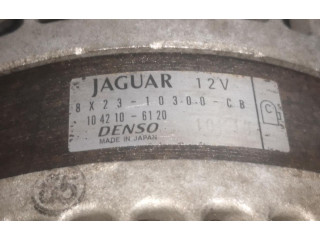 JAGUAR 12V
8X23-10300-CB
104210-6120
DENSO
MADE IN JAPAN
C